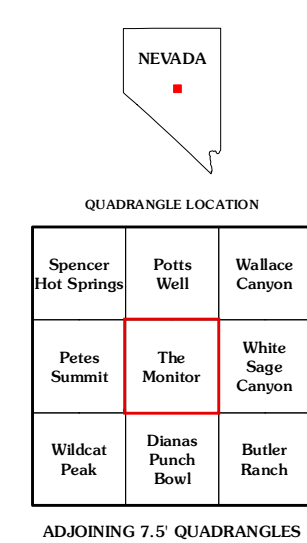 NEVADA
QUADRANGLE LOCATION
Spencer
Hot Springs
Potts
Well
Wallace
Canyon
Petes
Summit
The
Monitor
White
Sage
Canyon
Wildcat
Peak
Dianas
Punch
Bowl
Butler
Ranch
ADJOINING 7.5' QUADRANGLES